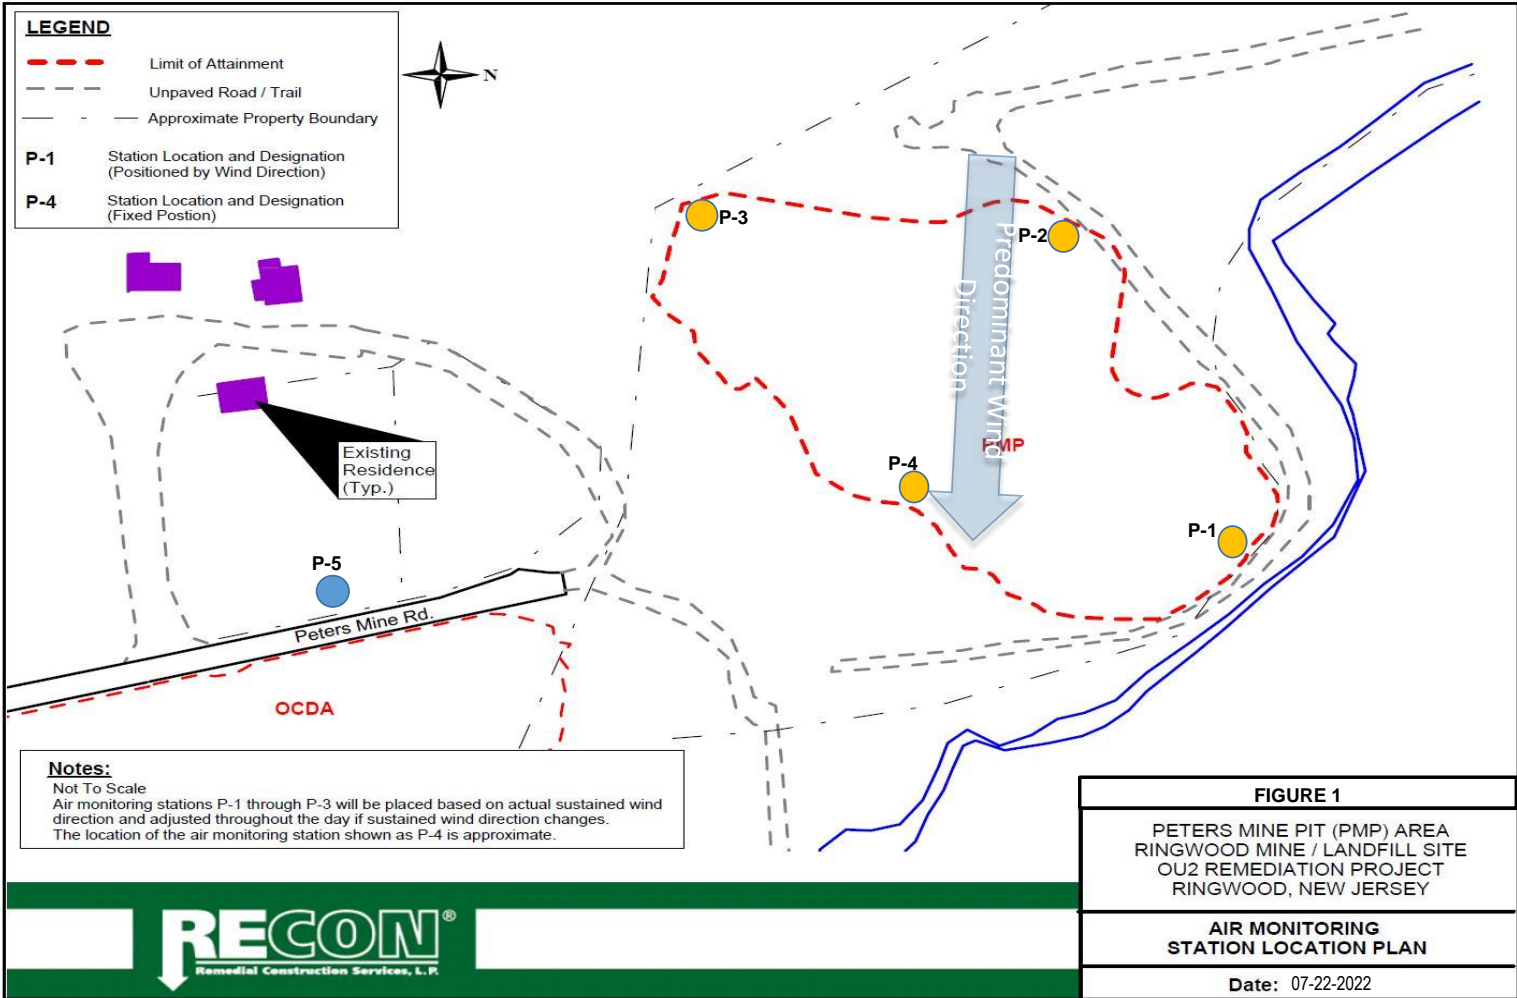 LEGEND
Limit of Attainment
Unpaved Road / Trail
Approximate Property Boundary
P-1 Station Location and Designation
(Positioned by Wind Direction)
P-4 Station Location and Designation
(Fixed Postion)
N
P-3
P-2
Predominant Wind
Direction
PMP
P-4
P-1
Existing
Residence
(Typ.)
P-5
Peters Mine Rd.
OCDA
Notes:
Not To Scale
Air monitoring stations P-1 through P-3 will be placed based on actual sustained wind
direction and adjusted throughout the day if sustained wind direction changes.
The location of the air monitoring station shown as P-4 is approximate.
RECON®
Remedial Construction Services, L.P.
FIGURE 1
PETERS MINE PIT (PMP) AREA
RINGWOOD MINE / LANDFILL SITE
OU2 REMEDIATION PROJECT
RINGWOOD, NEW JERSEY
AIR MONITORING
STATION LOCATION PLAN
Date: 07-22-2022